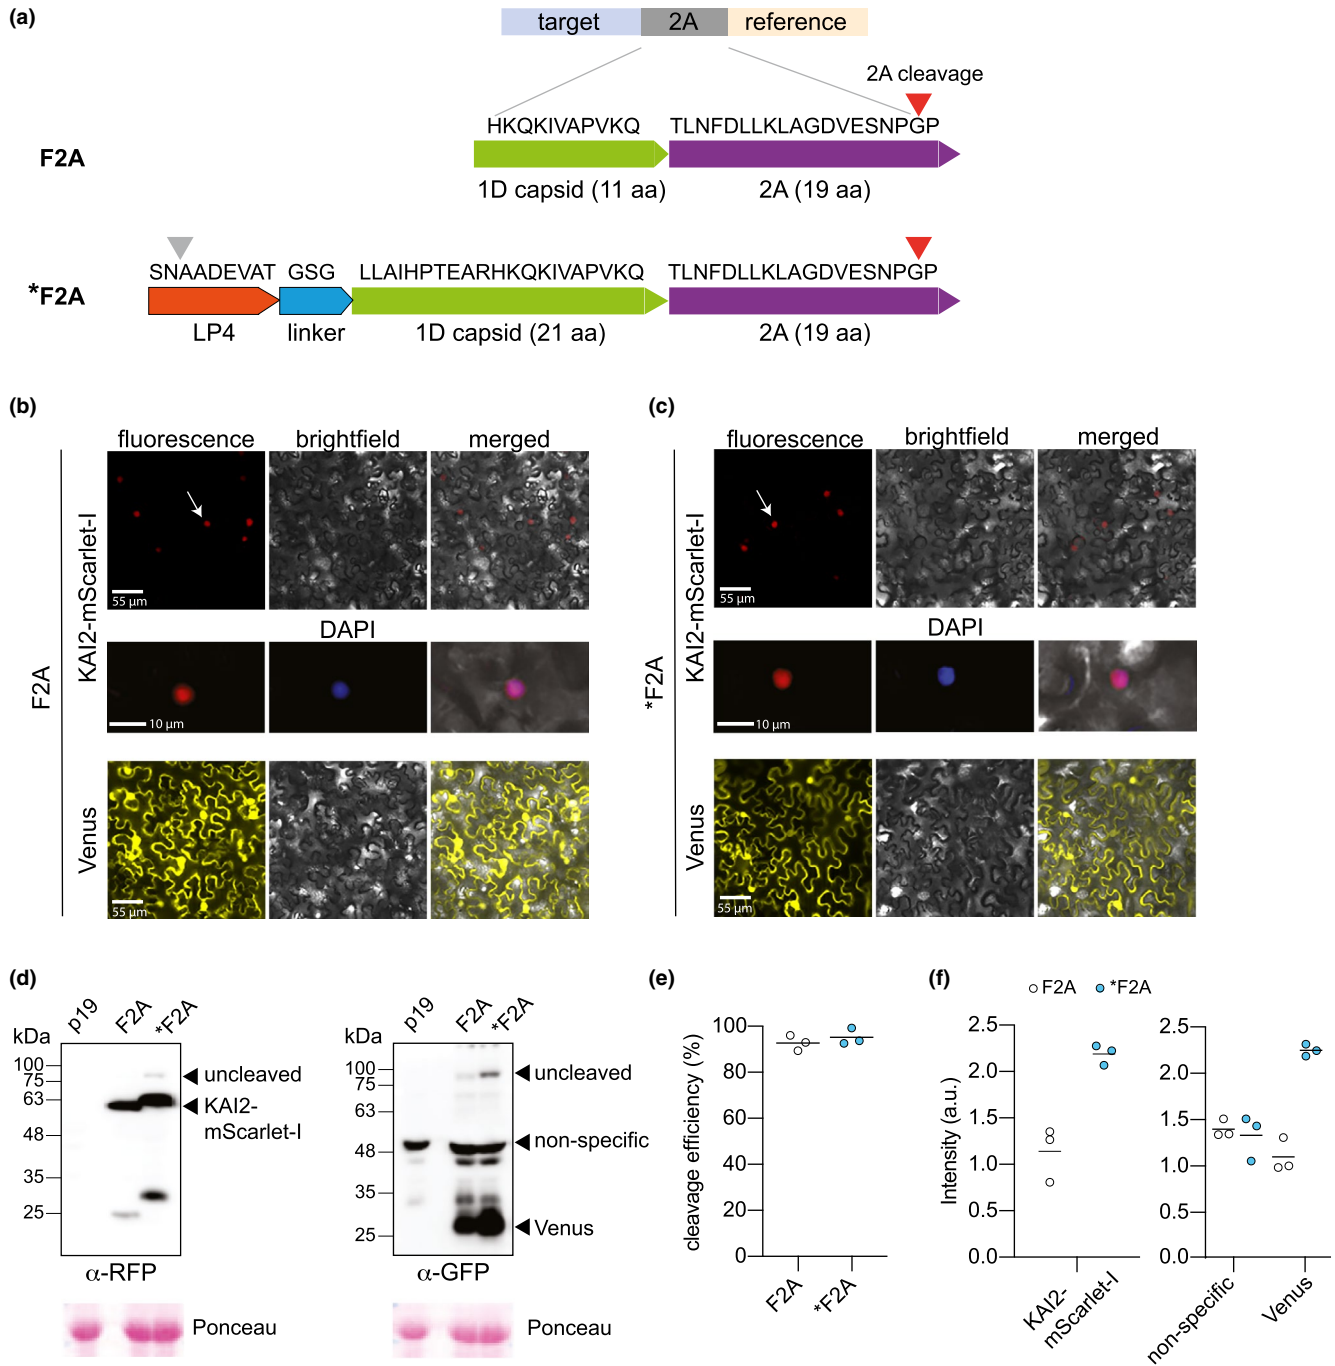 (a)
target 2A reference
2A cleavage
HKQKIVAPVKQ TLNFDLLKLAGDVESNPGP
F2A
1D capsid (11 aa) 2A (19 aa)
SNAADEVAT GSG LLAIHPTEARHKQKIVAPVKQ TLNFDLLKLAGDVESNPGP
*F2A
LP4 linker 1D capsid (21 aa) 2A (19 aa)
(b)
fluorescence brightfield merged
F2A
KAI2-mScarlet-I
55 µm
DAPI
10 µm
Venus
55 µm
(c)
fluorescence brightfield merged
*F2A
KAI2-mScarlet-I
55 µm
DAPI
10 µm
Venus
55 µm
(d)
p19 F2A *F2A
kDa
100
75
63
48
35
25
uncleaved
KAI2-
mScarlet-I
α-RFP
Ponceau
p19 F2A *F2A
kDa
100
75
63
48
35
25
uncleaved
non-specific
Venus
α-GFP
Ponceau
(e)
cleavage efficiency (%)
100
80
60
40
20
0
F2A *F2A
(f)
F2A *F2A
Intensity (a.u.)
2.5
2.0
1.5
1.0
0.5
0.0
KAI2-
mScarlet-I
2.5
2.0
1.5
1.0
0.5
0.0
non-specific
Venus